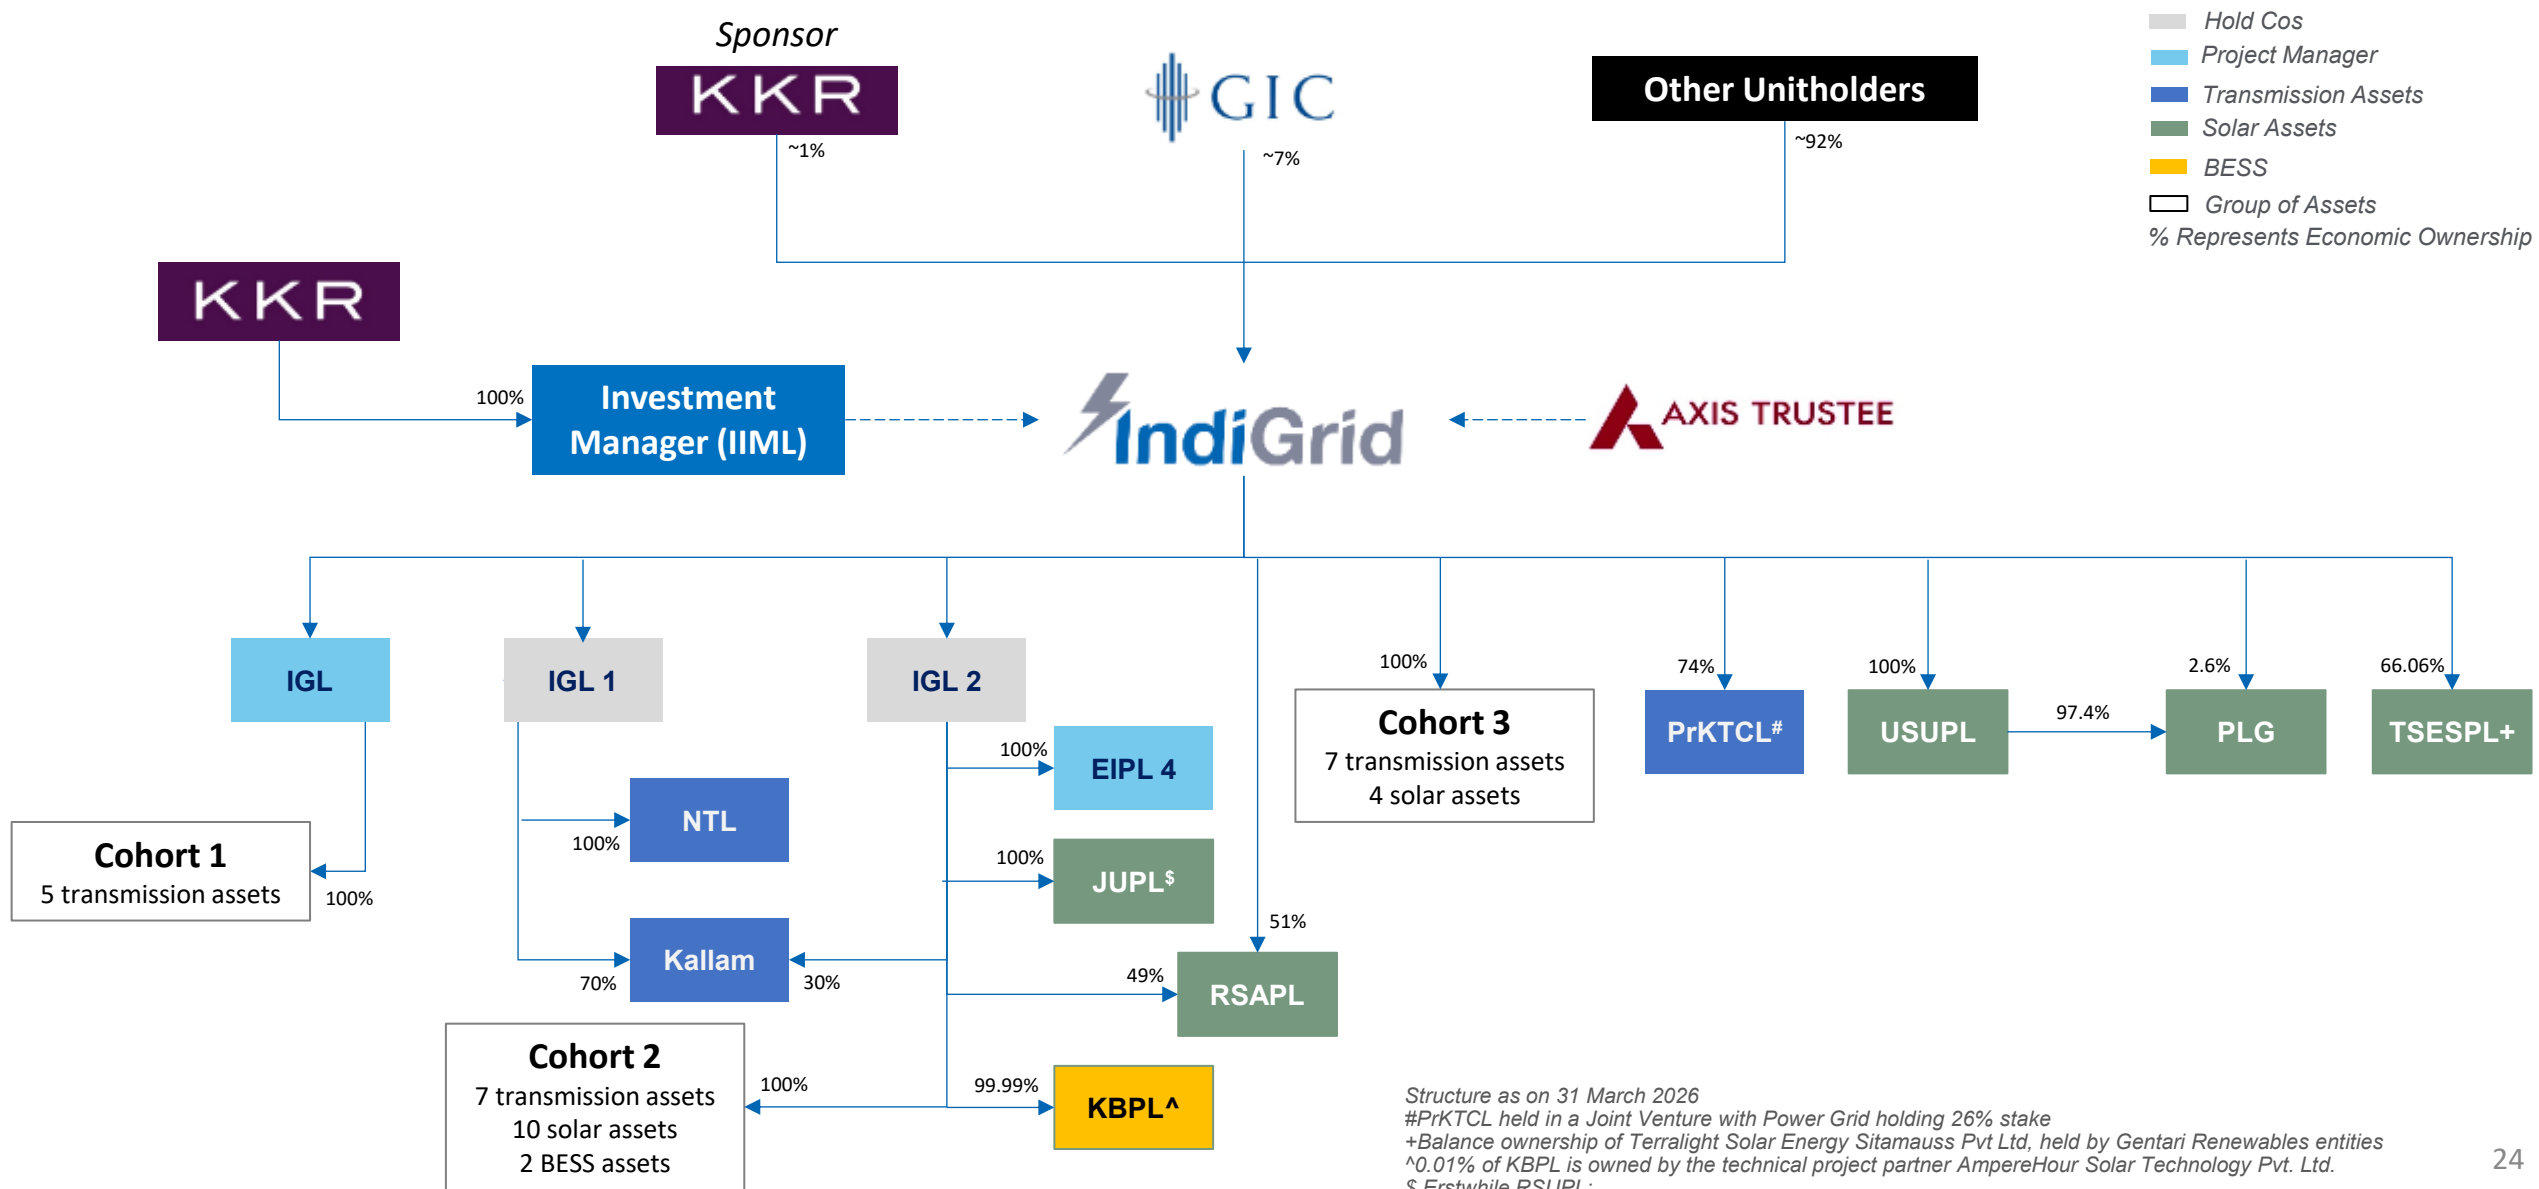 Sponsor
KKR
GIC
Other Unitholders
Hold Cos
Project Manager
Transmission Assets
Solar Assets
BESS
Group of Assets
% Represents Economic Ownership
~1%
~7%
~92%
KKR
100%
Investment
Manager (IIML)
IndiGrid
AXIS TRUSTEE
IGL
IGL 1
IGL 2
100%
74%
100%
2.6%
66.06%
Cohort 3
7 transmission assets
4 solar assets
PrKTCL#
USUPL
97.4%
PLG
TSESPL+
100%
EIPL 4
NTL
100%
Cohort 1
5 transmission assets
100%
100%
JUPL$
51%
Kallam
70%
30%
49%
RSAPL
Cohort 2
7 transmission assets
10 solar assets
2 BESS assets
100%
99.99%
KBPL^
Structure as on 31 March 2026
#PrKTCL held in a Joint Venture with Power Grid holding 26% stake
+Balance ownership of Terralight Solar Energy Sitamauss Pvt Ltd, held by Gentari Renewables entities
^0.01% of KBPL is owned by the technical project partner AmpereHour Solar Technology Pvt. Ltd.
$ Erstwhile RSUPL;
24